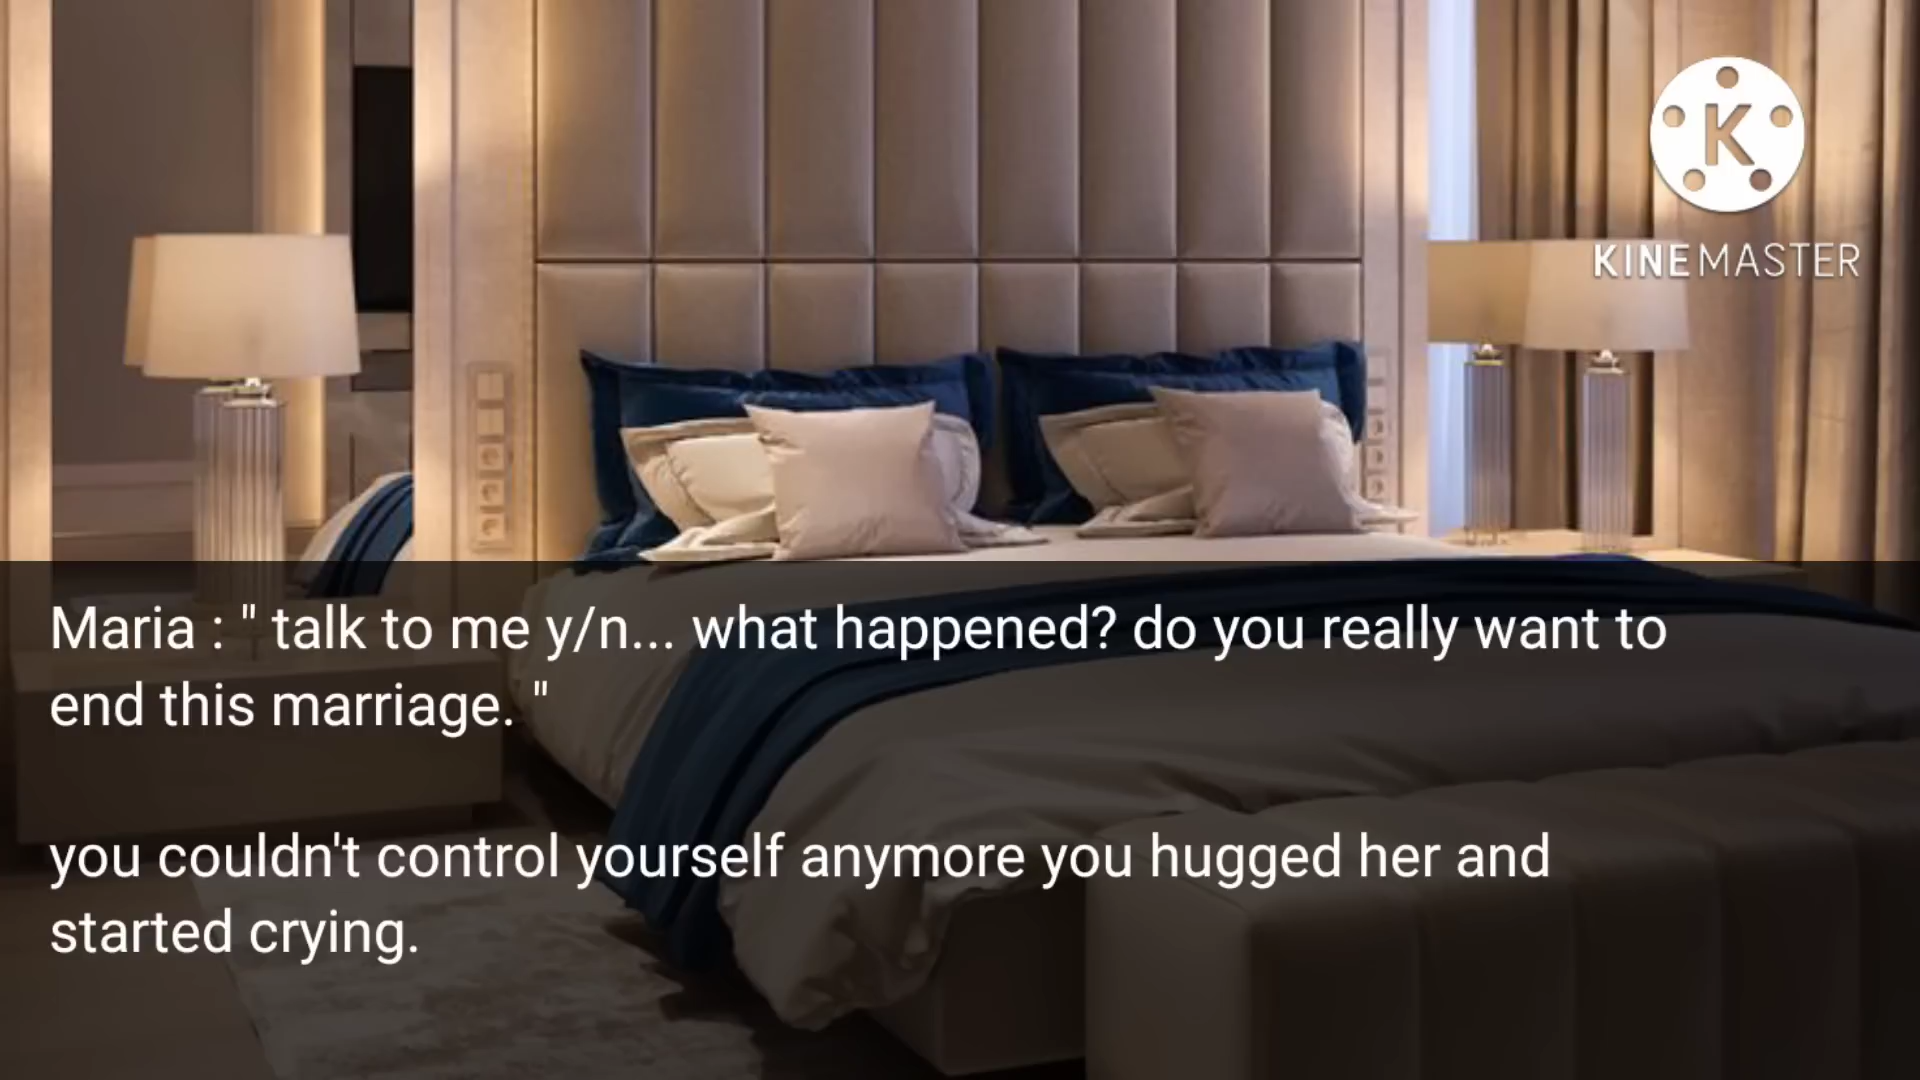 K
KINEMASTER
Maria : " talk to me y/n... what happened? do you really want to
end this marriage. "
you couldn't control yourself anymore you hugged her and
started crying.